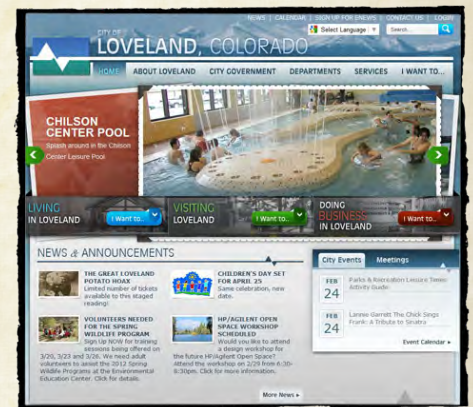 NEWS | CALENDAR | SIGN UP FOR ENEWS | CONTACT US | LOGIN
Select Language ▼ Search...
CITY OF
LOVELAND, COLORADO
HOME ABOUT LOVELAND CITY GOVERNMENT DEPARTMENTS SERVICES I WANT TO...
CHILSON
CENTER POOL
Splash around in the Chilson
Center Leisure Pool
LIVING
IN LOVELAND
I Want to..
VISITING
LOVELAND
I Want to..
DOING
BUSINESS
IN LOVELAND
I Want to..
NEWS & ANNOUNCEMENTS
THE GREAT LOVELAND
POTATO HOAX
Limited number of tickets
available to this staged
reading!
CHILDREN'S DAY SET
FOR APRIL 25
Same celebration, new
date.
VOLUNTEERS NEEDED
FOR THE SPRING
WILDLIFE PROGRAM
Sign Up NOW for training
sessions being offered on
3/20, 3/23 and 3/26. We need adult
volunteers to assist the 2012 Spring
Wildlife Programs at the Environmental
Education Center. Click for details.
HP/AGILENT OPEN
SPACE WORKSHOP
SCHEDULED
Would you like to attend
a design workshop for
the future HP/Agilent Open Space?
Attend the workshop on 2/29 from 6:30-
8:30pm. Click for more information.
More News ▸
City Events Meetings
FEB
24
Parks & Recreation Leisure Times
Activity Guide
FEB
24
Lannie Garrett The Chick Sings
Frank: A Tribute to Sinatra
Event Calendar ▸